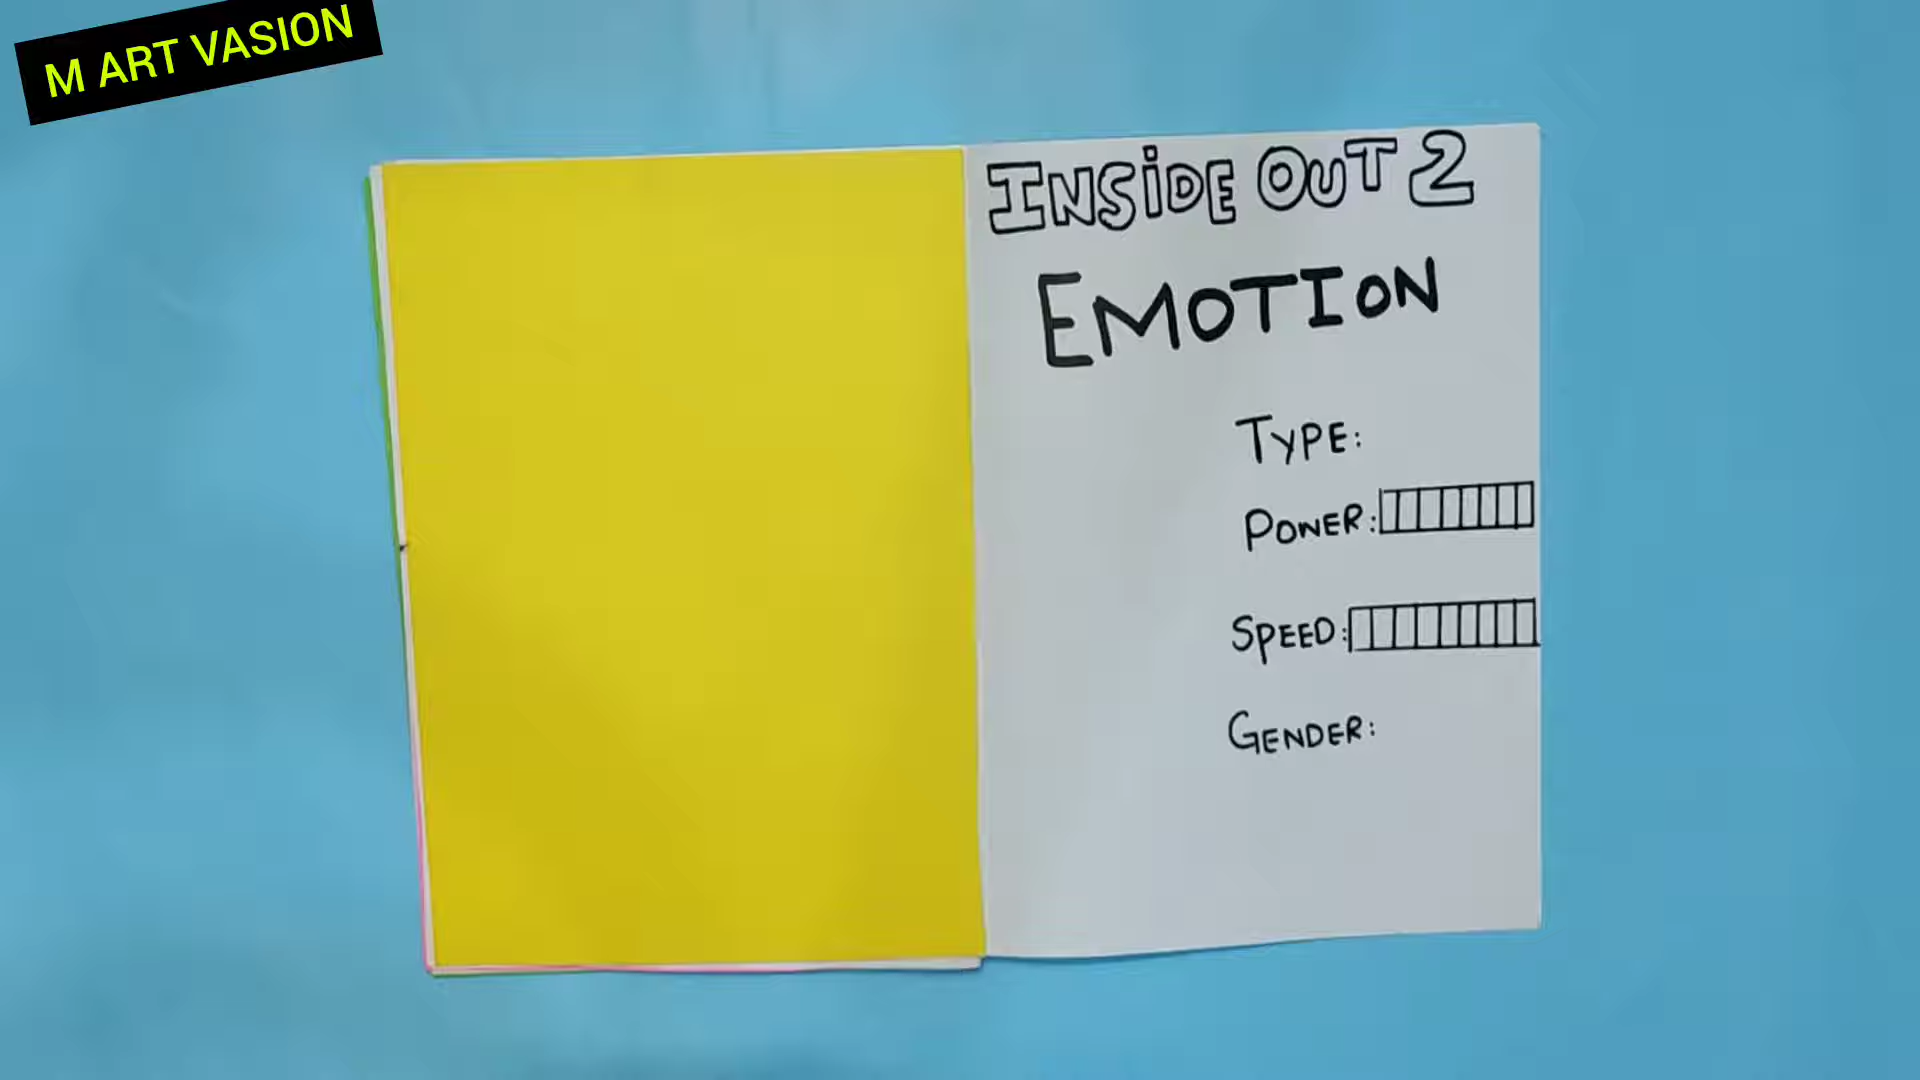 M ART VASION
INSIDE OUT 2
EMOTION
TYPE:
POWER:
SPEED:
GENDER: